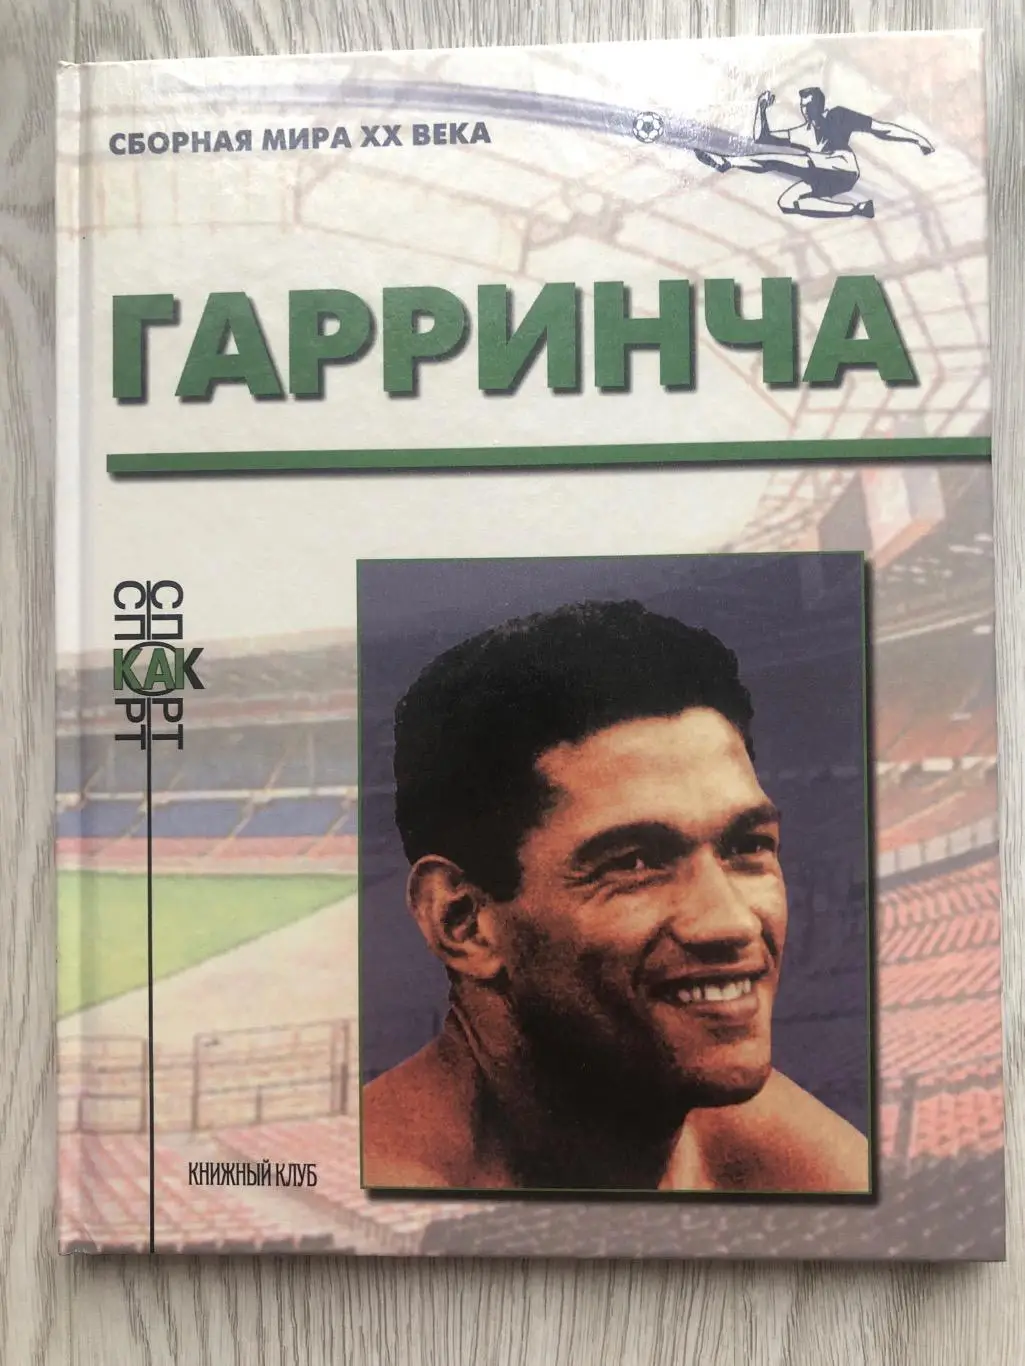 СБОРНАЯ МИРА XX ВЕКА
ГАРРИНЧА
СПОРТ
КАК
СПОРТ
КНИЖНЫЙ КЛУБ